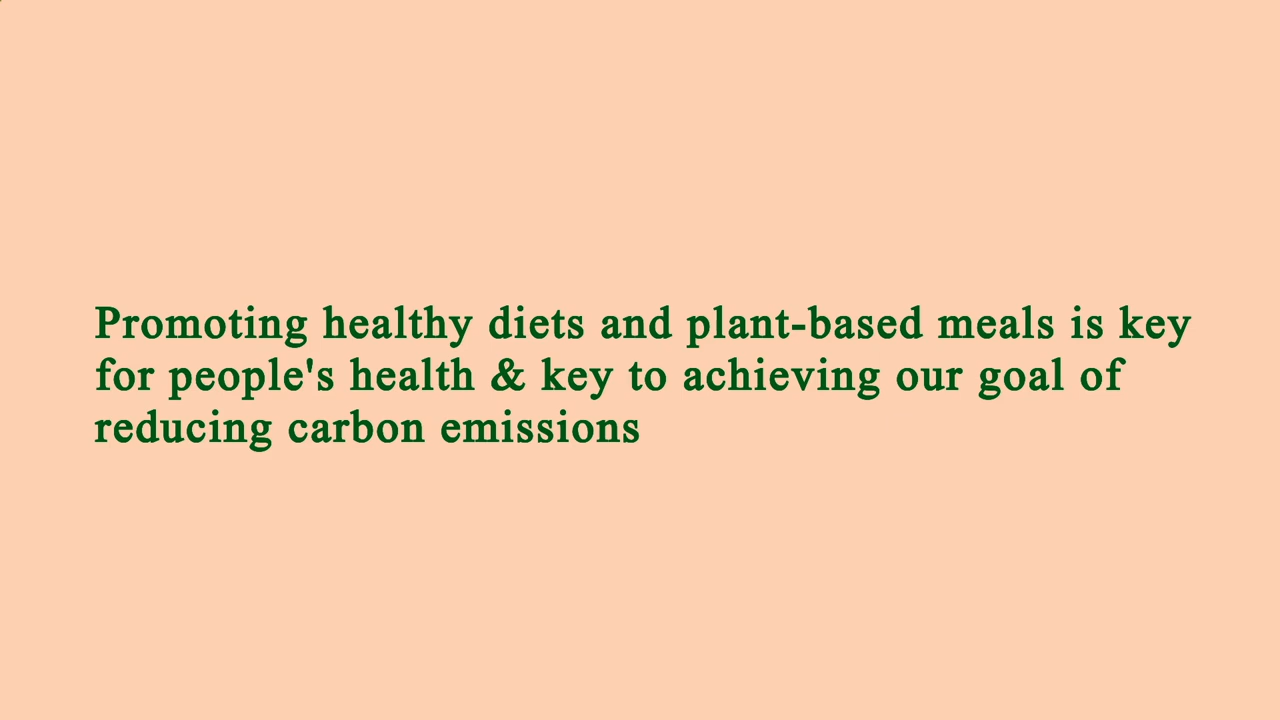 Promoting healthy diets and plant-based meals is key
for people's health & key to achieving our goal of
reducing carbon emissions